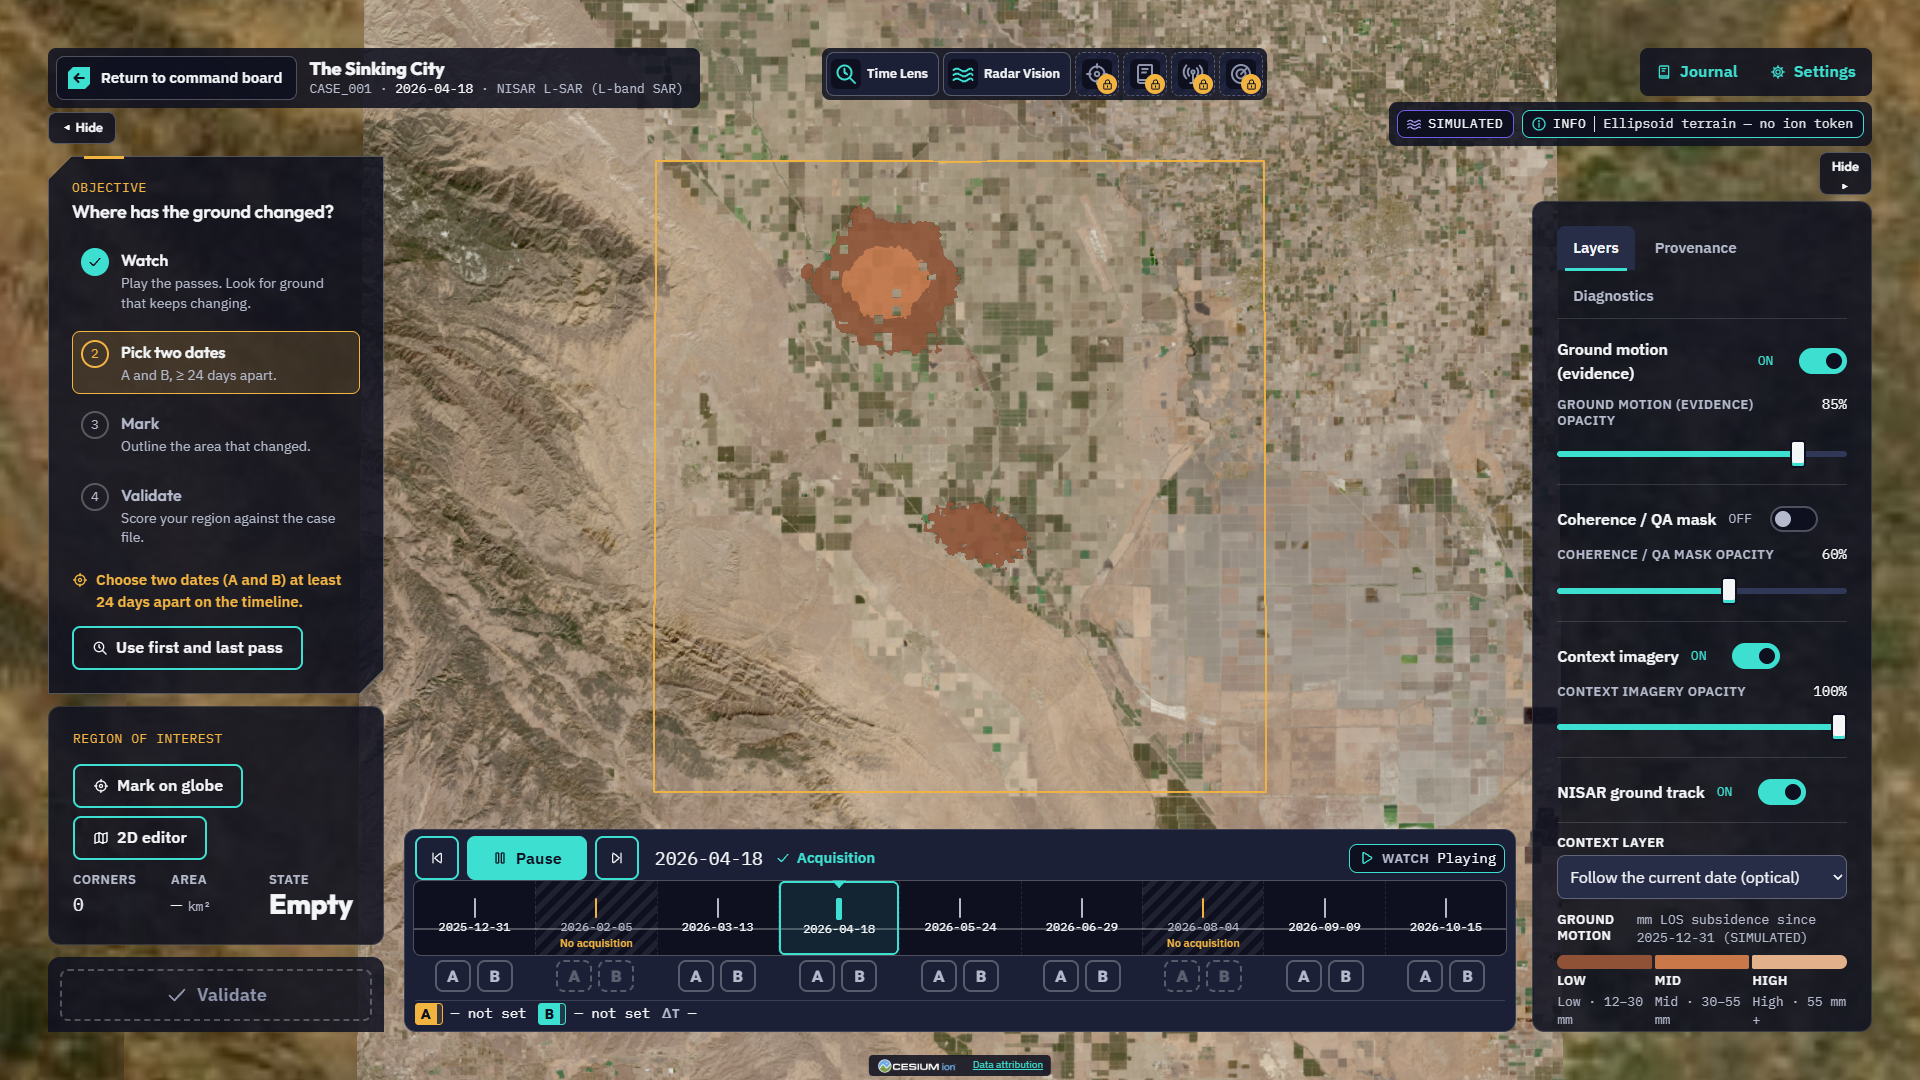 Return to command board
The Sinking City
CASE_001 · 2026-04-18 · NISAR L-SAR (L-band SAR)
Time Lens
Radar Vision
Journal
Settings
SIMULATED
INFO | Ellipsoid terrain — no ion token
◂ Hide
Hide
▸
OBJECTIVE
Where has the ground changed?
Watch
Play the passes. Look for ground
that keeps changing.
2
Pick two dates
A and B, ≥ 24 days apart.
3
Mark
Outline the area that changed.
4
Validate
Score your region against the case
file.
Choose two dates (A and B) at least
24 days apart on the timeline.
Use first and last pass
REGION OF INTEREST
Mark on globe
2D editor
CORNERS
AREA
STATE
0
— km²
Empty
Validate
Pause
2026-04-18
Acquisition
WATCH Playing
2025-12-31
2026-02-05
No acquisition
2026-03-13
2026-04-18
2026-05-24
2026-06-29
2026-08-04
No acquisition
2026-09-09
2026-10-15
A B A B A B A B A B A B A B A B A B
A — not set B — not set ΔT —
CESIUM ion
Data attribution
Layers
Provenance
Diagnostics
Ground motion
(evidence)
ON
GROUND MOTION (EVIDENCE)
OPACITY
85%
Coherence / QA mask OFF
COHERENCE / QA MASK OPACITY 60%
Context imagery ON
CONTEXT IMAGERY OPACITY 100%
NISAR ground track ON
CONTEXT LAYER
Follow the current date (optical)
GROUND
MOTION
mm LOS subsidence since
2025-12-31 (SIMULATED)
LOW
MID
HIGH
Low · 12–30
mm
Mid · 30–55
mm
High · 55 mm
+